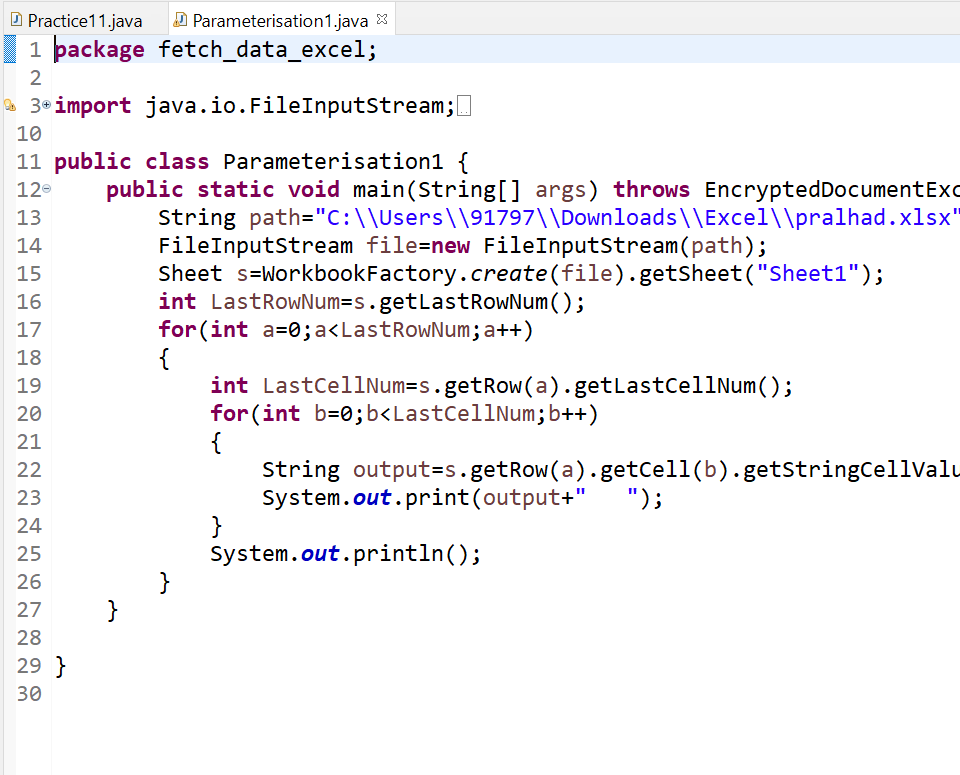 Practice11.java Parameterisation1.java
1 package fetch_data_excel;
2
3 import java.io.FileInputStream;
10
11 public class Parameterisation1 {
12 public static void main(String[] args) throws EncryptedDocumentExc
13 String path="C:\\Users\\91797\\Downloads\\Excel\\pralhad.xlsx"
14 FileInputStream file=new FileInputStream(path);
15 Sheet s=WorkbookFactory.create(file).getSheet("Sheet1");
16 int LastRowNum=s.getLastRowNum();
17 for(int a=0;a<LastRowNum;a++)
18 {
19 int LastCellNum=s.getRow(a).getLastCellNum();
20 for(int b=0;b<LastCellNum;b++)
21 {
22 String output=s.getRow(a).getCell(b).getStringCellValu
23 System.out.print(output+"   ");
24 }
25 System.out.println();
26 }
27 }
28
29 }
30